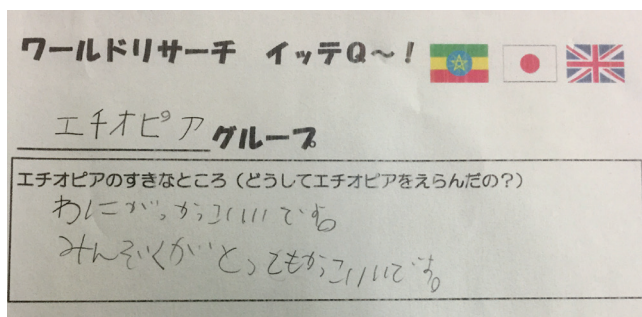 ワールドリサーチ イッテQ～!
エチオピア グループ
エチオピアのすきなところ（どうしてエチオピアをえらんだの？）
わにがかっこいいです。
みんぞくがとってもかっこいいです。